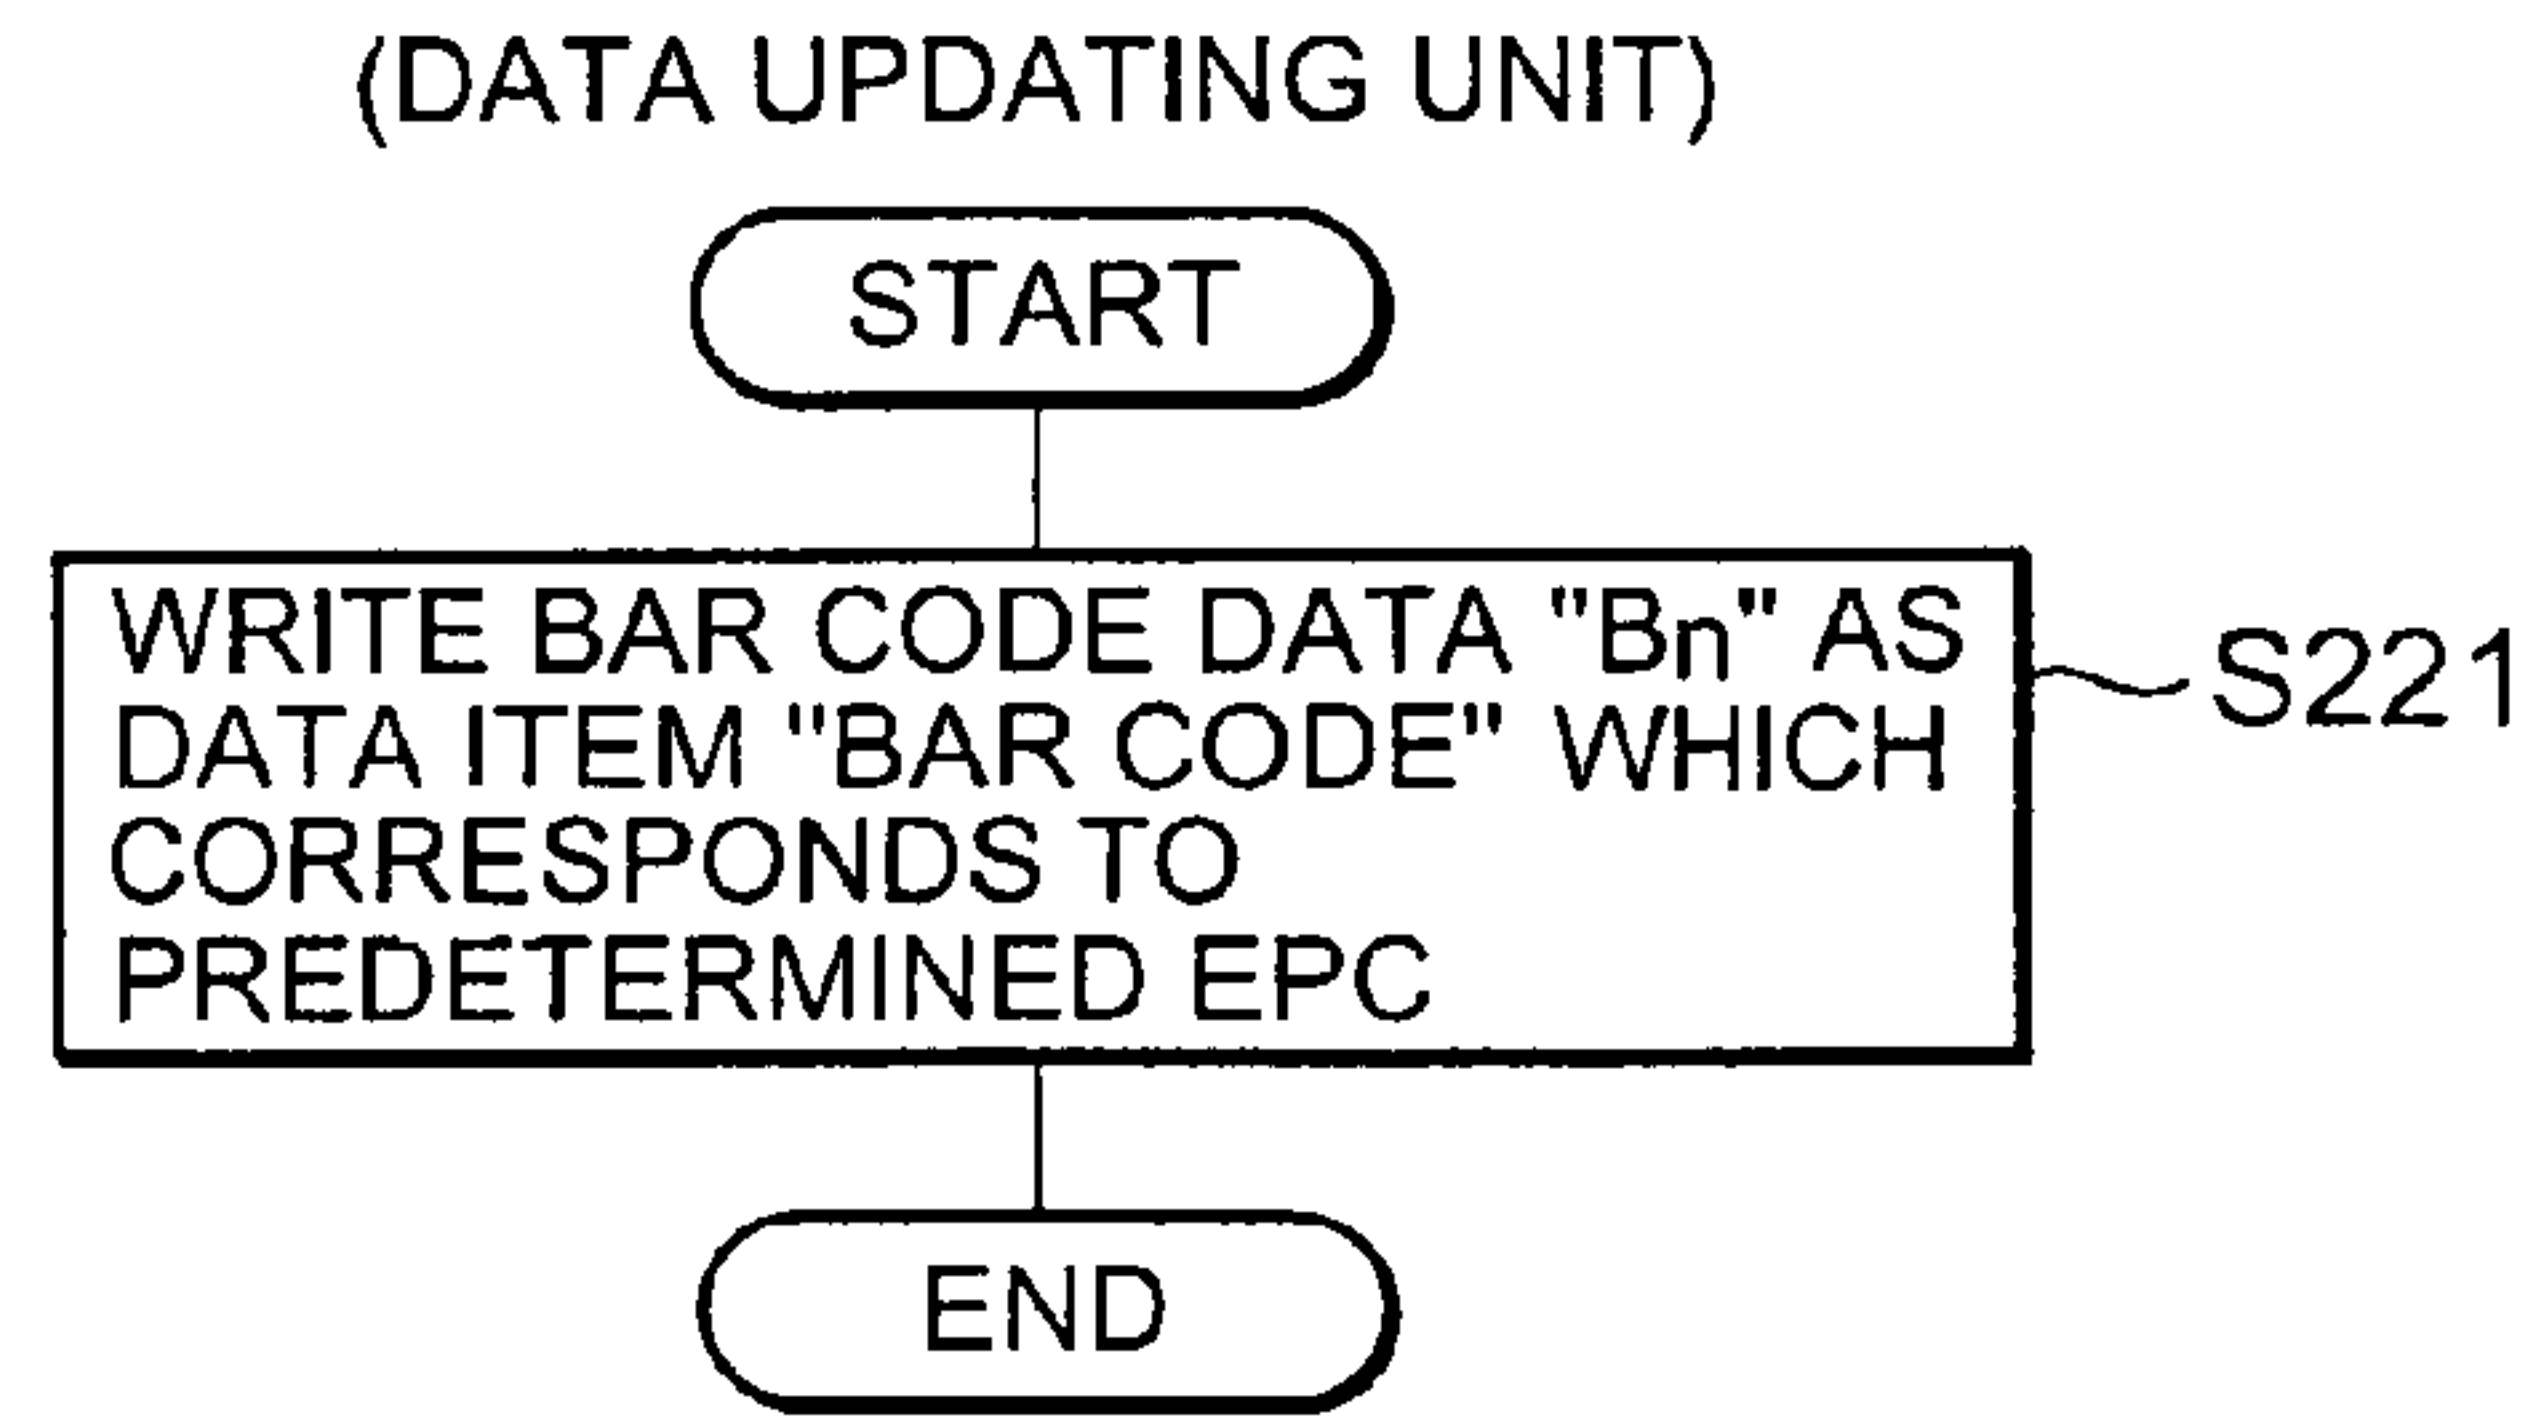 (DATA UPDATING UNIT)
START
WRITE BAR CODE DATA "Bn" AS
DATA ITEM "BAR CODE" WHICH
CORRESPONDS TO
PREDETERMINED EPC
S221
END